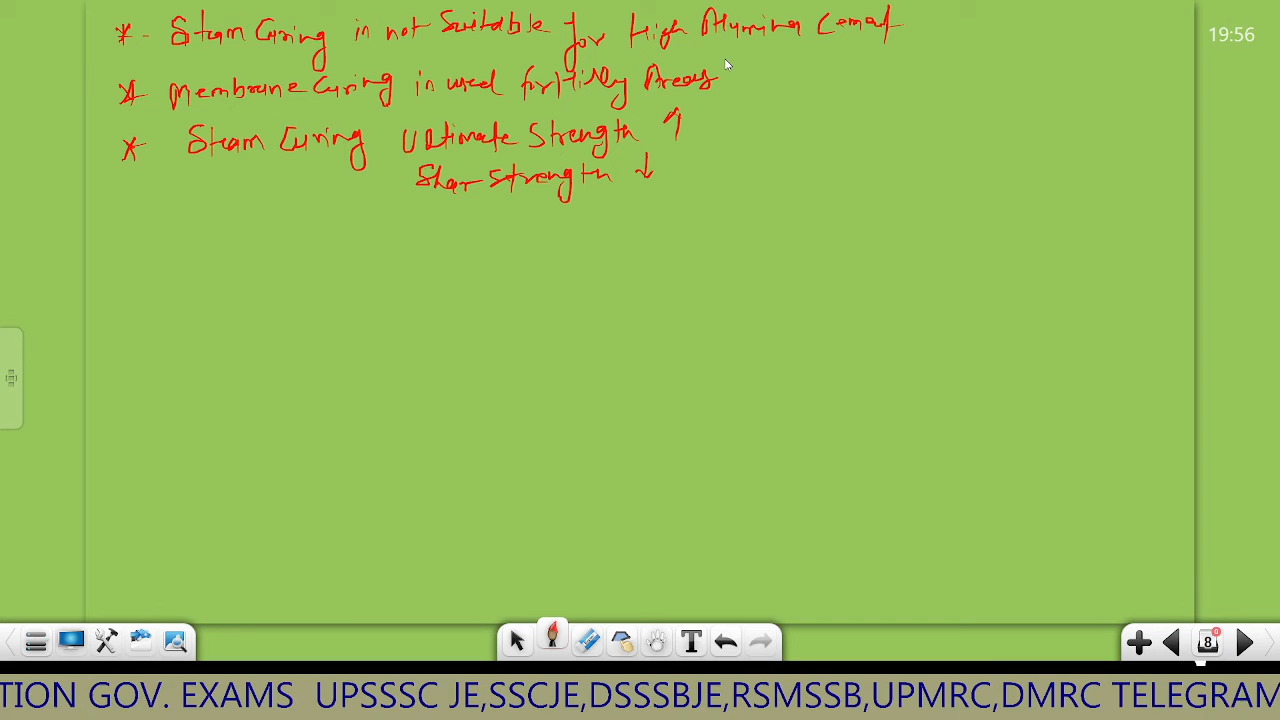 * - Steam Curing is not Suitable for High Alumina Cement
19:56
* Membrane Curing is used for Hilly Areas
* Steam Curing Ultimate Strength ↑
Shear Strength ↓
T
8
TION GOV. EXAMS UPSSSC JE,SSCJE,DSSSBJE,RSMSSB,UPMRC,DMRC TELEGRAM